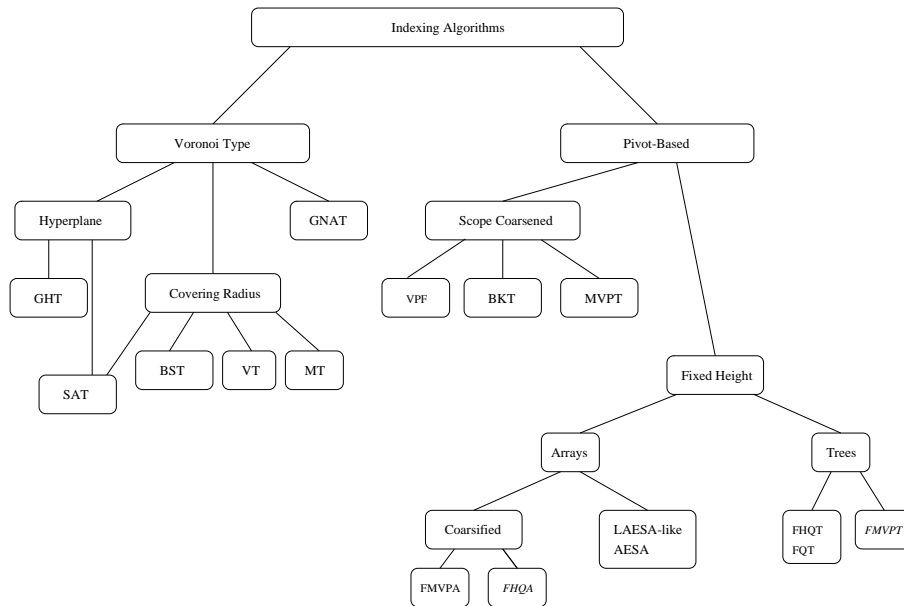 Indexing Algorithms
Voronoi Type
Pivot-Based
Hyperplane
GNAT
Scope Coarsened
GHT
Covering Radius
VPF
BKT
MVPT
SAT
BST
VT
MT
Fixed Height
Arrays
Trees
Coarsified
LAESA-like
AESA
FHQT
FQT
FMVPT
FMVPA
FHQA